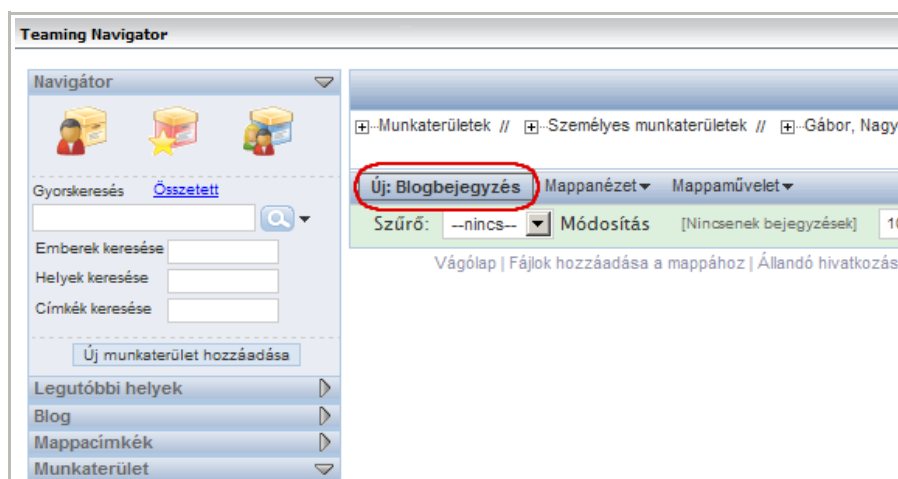 Teaming Navigator
Navigátor
Gyorskeresés Összetett
Emberek keresése
Helyek keresése
Címkék keresése
Új munkaterület hozzáadása
Legutóbbi helyek
Blog
Mappacímkék
Munkaterület
Munkaterületek // Személyes munkaterületek // Gábor, Nagy
Új: Blogbejegyzés Mappanézet Mappaművelet
Szűrő: --nincs-- Módosítás [Nincsenek bejegyzések] 10
Vágólap | Fájlok hozzáadása a mappához | Állandó hivatkozás